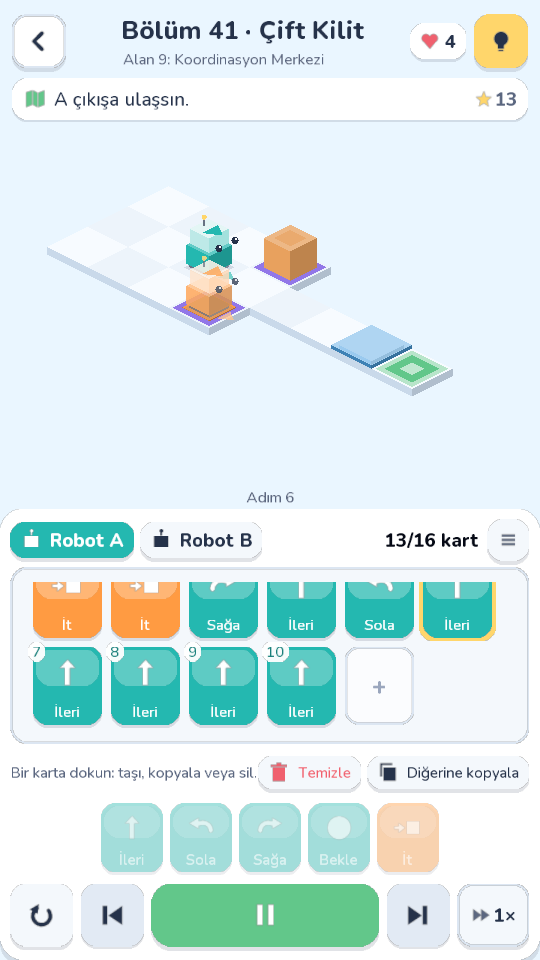 Bölüm 41 · Çift Kilit
Alan 9: Koordinasyon Merkezi
4
A çıkışa ulaşsın.
13
Adım 6
Robot A
Robot B
13/16 kart
İt
İt
Sağa
İleri
Sola
İleri
7
8
9
10
İleri
İleri
İleri
İleri
+
Bir karta dokun: taşı, kopyala veya sil.
Temizle
Diğerine kopyala
İleri
Sola
Sağa
Bekle
İt
1×